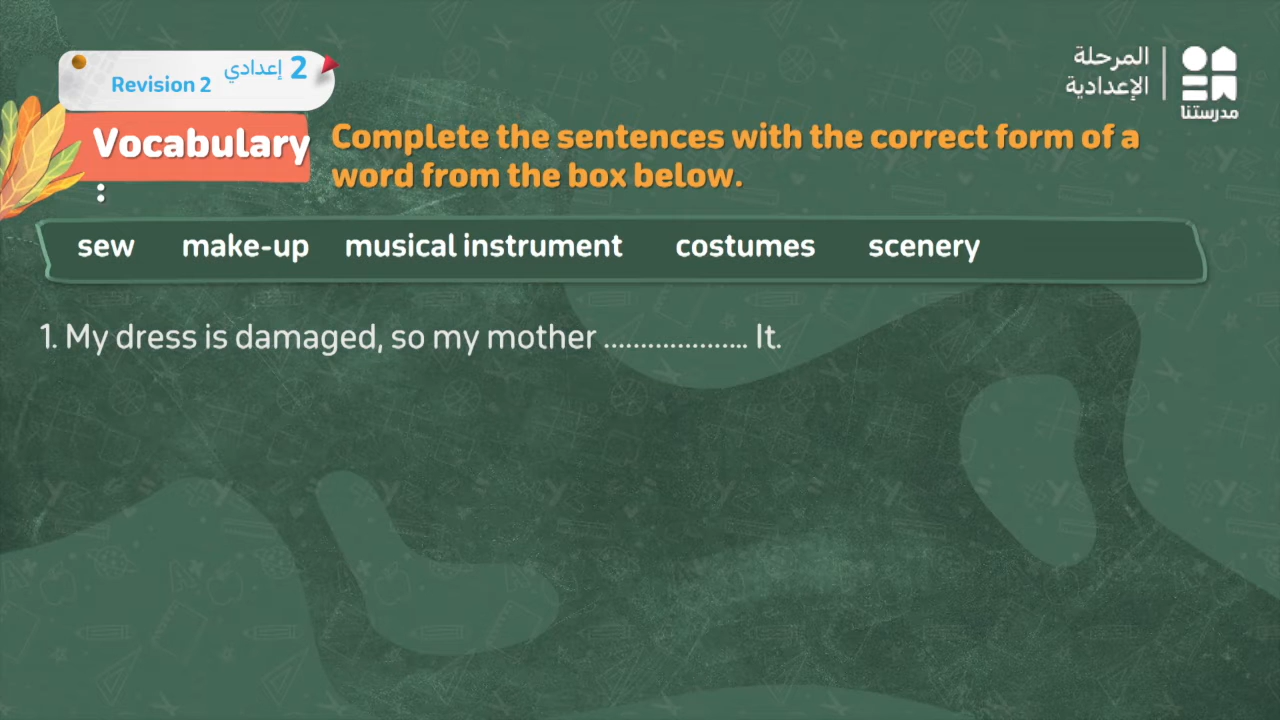 2 إعدادي
Revision 2
المرحلة
الإعدادية
مدرستنا
Vocabulary
:
Complete the sentences with the correct form of a
word from the box below.
sew make-up musical instrument costumes scenery
1. My dress is damaged, so my mother .................... It.